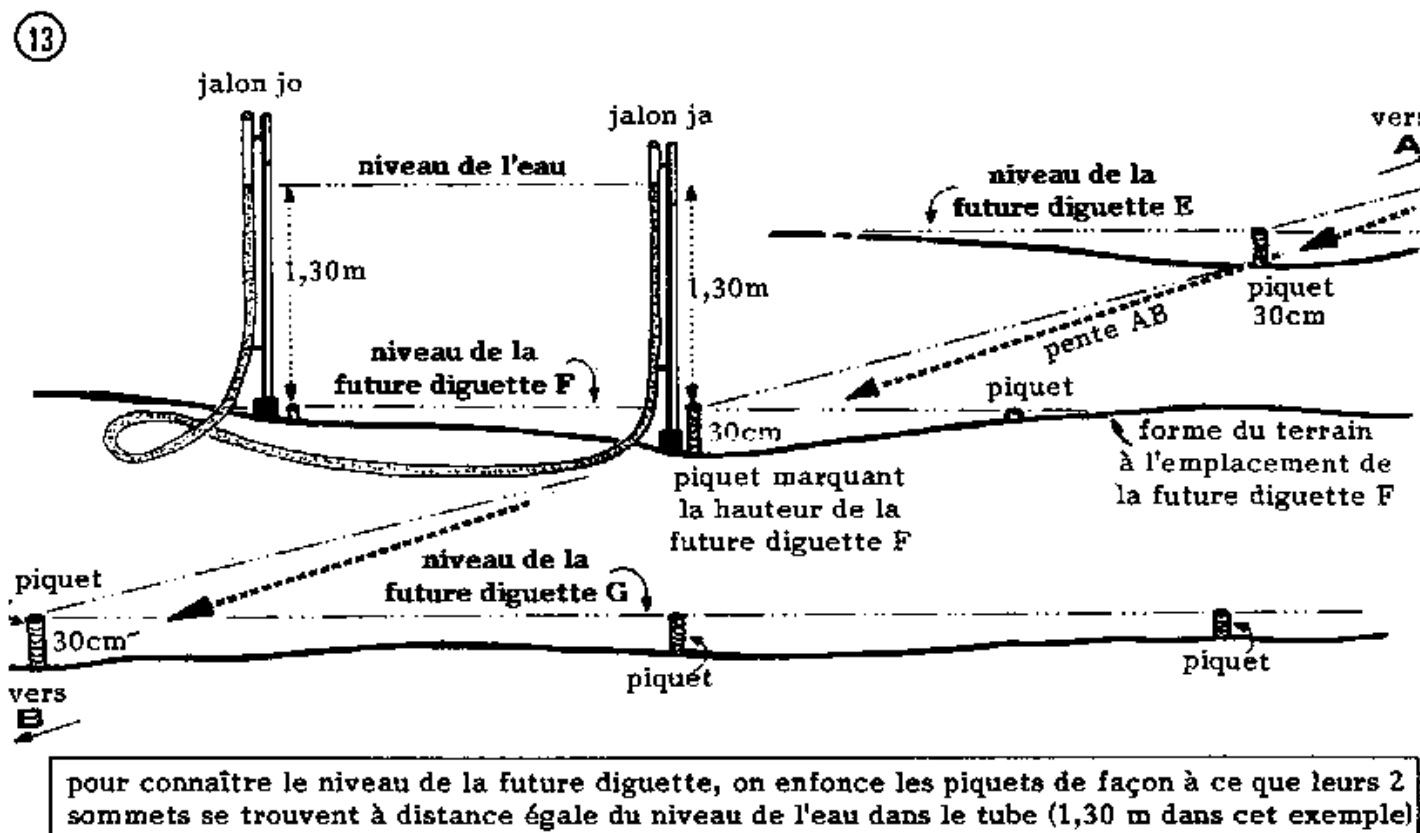 13
jalon jo
jalon ja
vers
A
niveau de l'eau
niveau de la
future diguette E
1,30m
1,30m
piquet
30cm
pente AB
niveau de la
future diguette F
piquet
30cm
forme du terrain
à l'emplacement de
la future diguette F
piquet marquant
la hauteur de la
future diguette F
niveau de la
future diguette G
piquet
30cm
piquet
piquet
vers
B
pour connaître le niveau de la future diguette, on enfonce les piquets de façon à ce que leurs 2
sommets se trouvent à distance égale du niveau de l'eau dans le tube (1,30 m dans cet exemple)